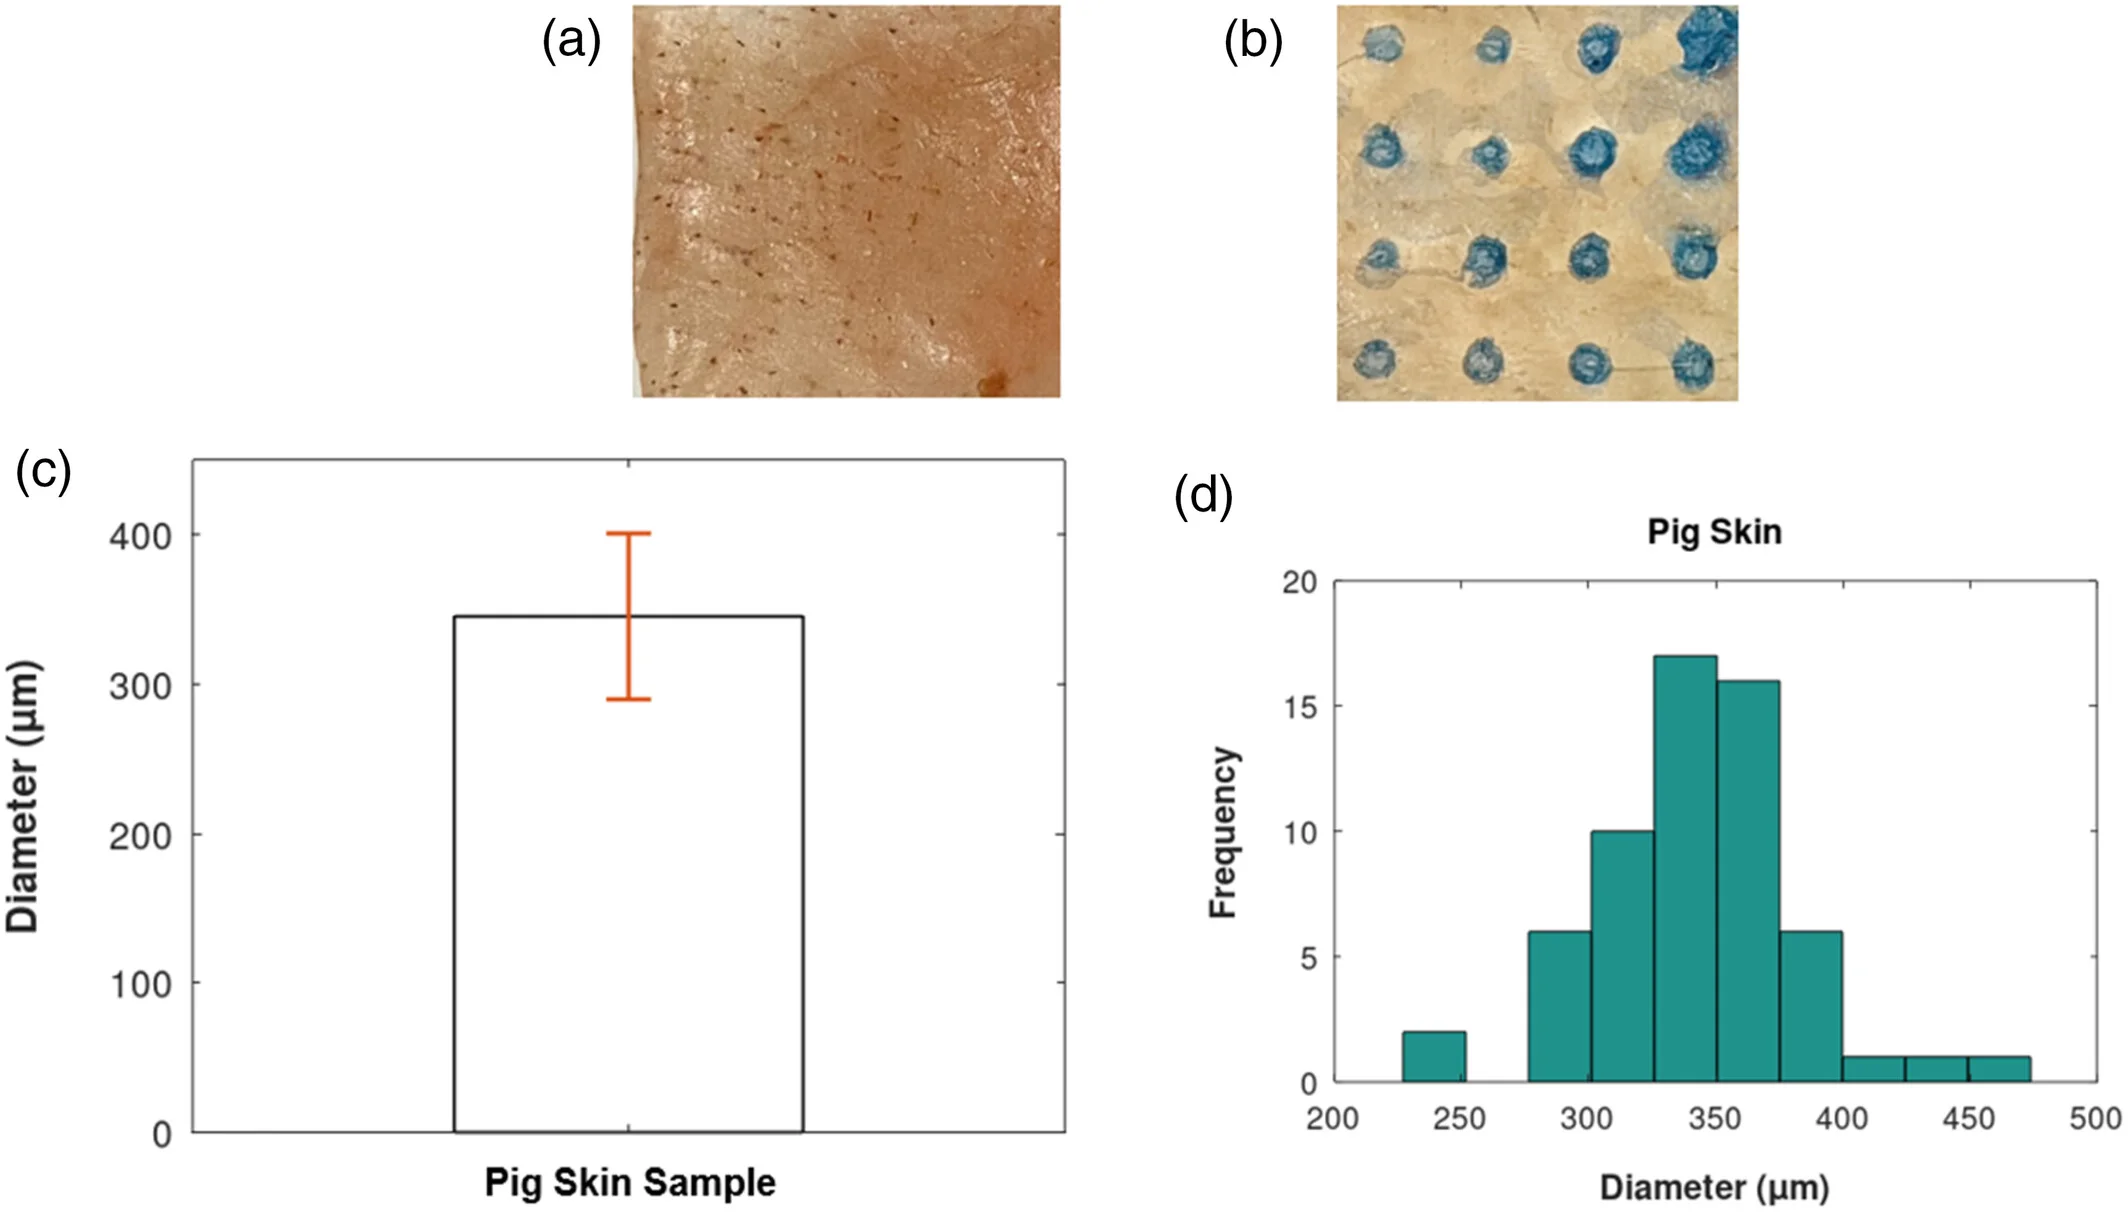 (a)
(b)
(c)
400
300
200
100
0
Diameter (µm)
Pig Skin Sample
(d)
Pig Skin
20
15
10
5
0
Frequency
200 250 300 350 400 450 500
Diameter (µm)